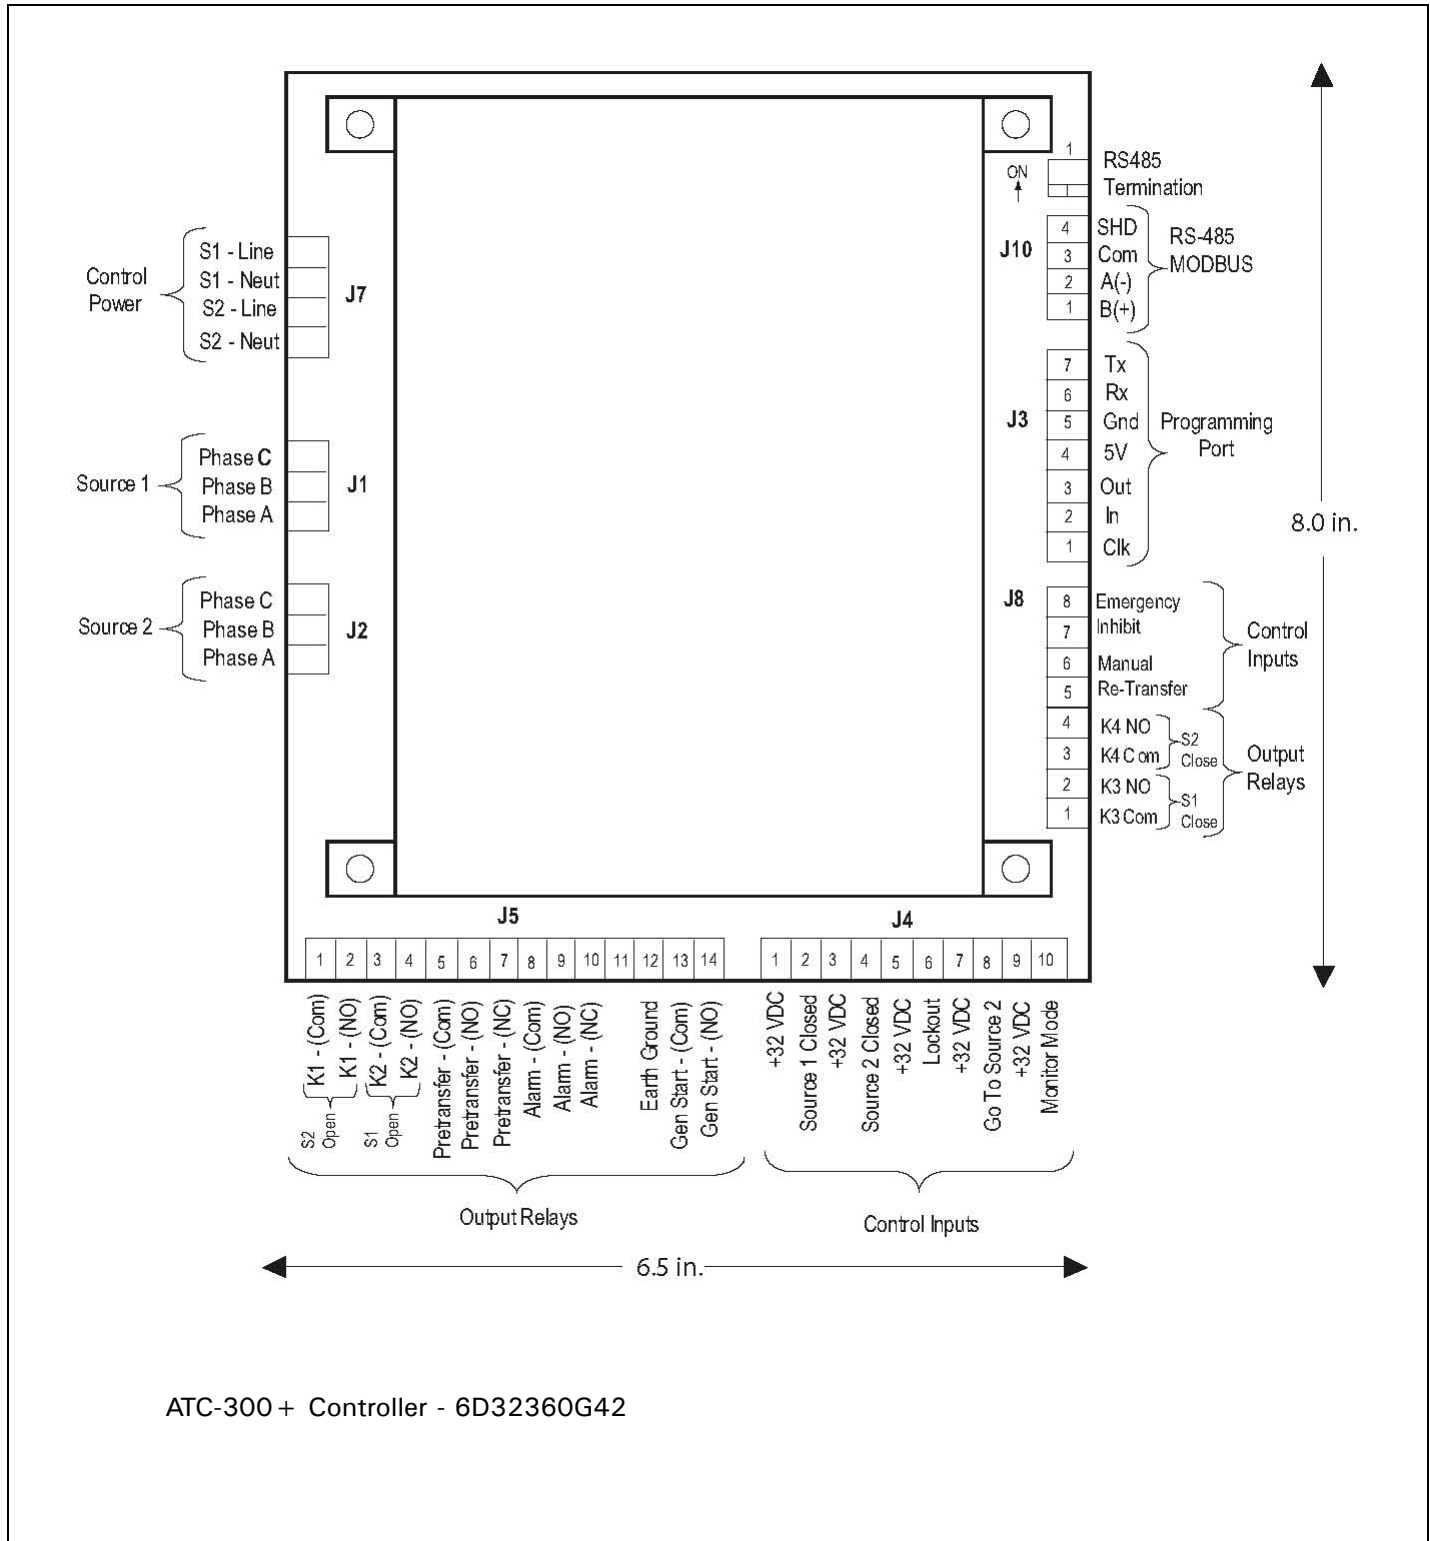 1
RS485
Termination
ON
J10
4 SHD
3 Com
2 A(-)
1 B(+)
RS-485
MODBUS
Control
Power
S1 - Line
S1 - Neut
S2 - Line
S2 - Neut
J7
J3
7 Tx
6 Rx
5 Gnd
4 5V
3 Out
2 In
1 Clk
Programming
Port
Source 1
Phase C
Phase B
Phase A
J1
8.0 in.
Source 2
Phase C
Phase B
Phase A
J2
J8
8 Emergency
7 Inhibit
6 Manual
5 Re-Transfer
Control
Inputs
4 K4 NO
3 K4 Com
S2
Close
2 K3 NO
1 K3 Com
S1
Close
Output
Relays
J5
1 2 3 4 5 6 7 8 9 10 11 12 13 14
K1 - (Com)
K1 - (NO)
K2 - (Com)
K2 - (NO)
Pretransfer - (Com)
Pretransfer - (NO)
Pretransfer - (NC)
Alarm - (Com)
Alarm - (NO)
Alarm - (NC)
Earth Ground
Gen Start - (Com)
Gen Start - (NO)
S2
Open
S1
Open
Output Relays
J4
1 2 3 4 5 6 7 8 9 10
+32 VDC
Source 1 Closed
+32 VDC
Source 2 Closed
+32 VDC
Lockout
+32 VDC
Go To Source 2
+32 VDC
Monitor Mode
Control Inputs
6.5 in.
ATC-300+ Controller - 6D32360G42